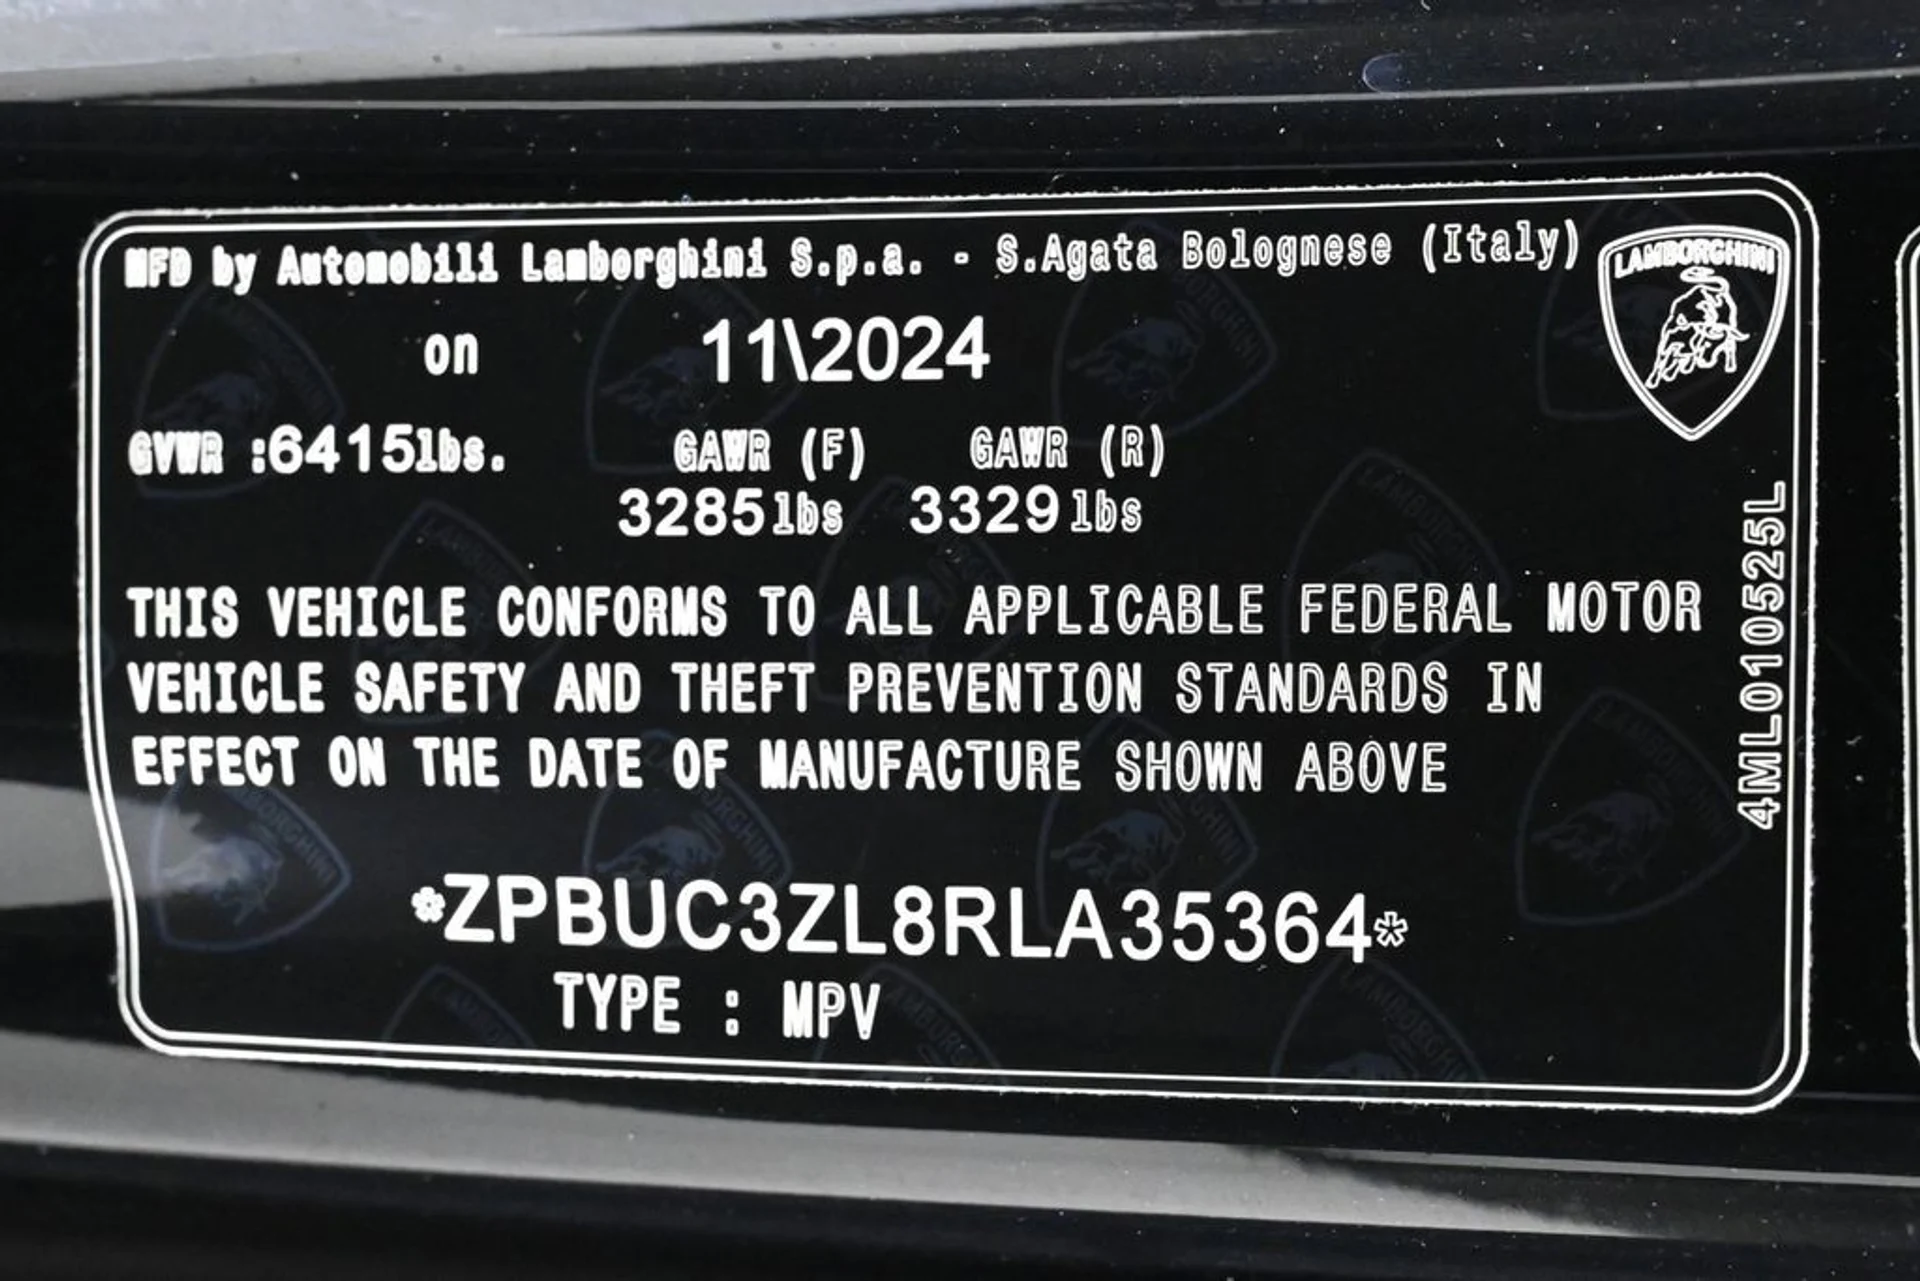 MFD by Automobili Lamborghini S.p.a. - S.Agata Bolognese (Italy)
LAMBORGHINI
on 11\2024
GVWR :6415lbs. GAWR (F) GAWR (R)
3285lbs 3329lbs
THIS VEHICLE CONFORMS TO ALL APPLICABLE FEDERAL MOTOR
VEHICLE SAFETY AND THEFT PREVENTION STANDARDS IN
EFFECT ON THE DATE OF MANUFACTURE SHOWN ABOVE
*ZPBUC3ZL8RLA35364*
TYPE : MPV
4ML010525L